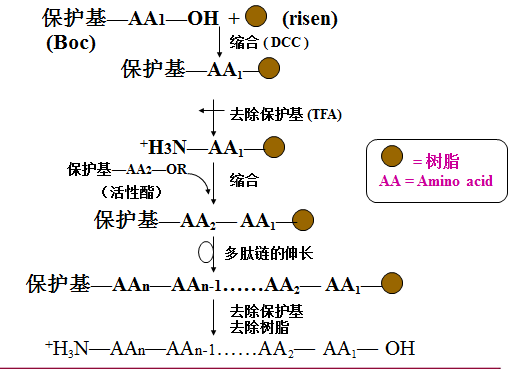 保护基—AA1—OH + (risen)
(Boc)
缩合 ( DCC )
保护基—AA1—
去除保护基 (TFA)
+H3N—AA1—
保护基—AA2—OR
(活性酯)
缩合
= 树脂
AA = Amino acid
保护基—AA2— AA1—
多肽链的伸长
保护基—AAn—AAn-1……AA2— AA1—
去除保护基
去除树脂
+H3N—AAn—AAn-1……AA2— AA1— OH